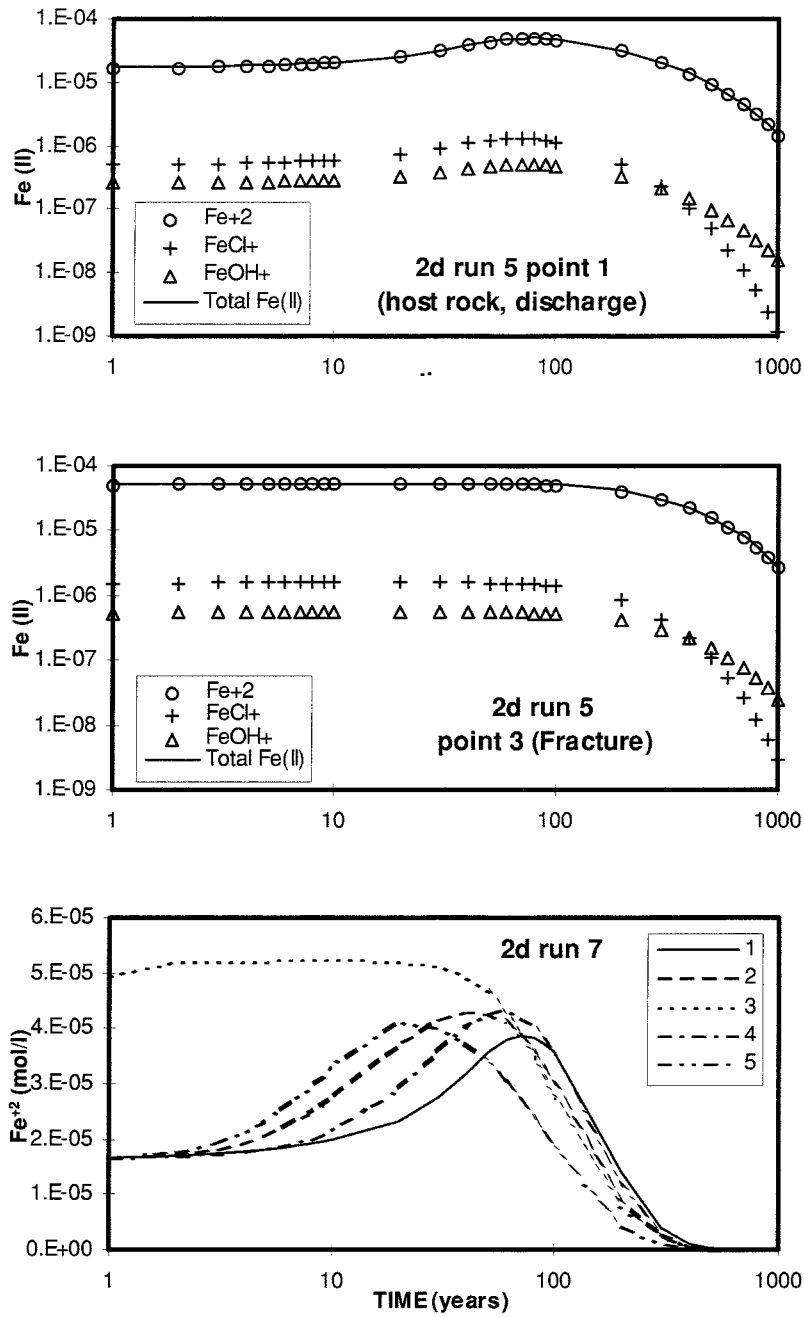 1.E-04
1.E-05
1.E-06
1.E-07
1.E-08
1.E-09
Fe (II)
Fe+2
FeCl+
FeOH+
Total Fe(II)
2d run 5 point 1
(host rock, discharge)
1 10 100 1000
1.E-04
1.E-05
1.E-06
1.E-07
1.E-08
1.E-09
Fe (II)
Fe+2
FeCl+
FeOH+
Total Fe(II)
2d run 5
point 3 (Fracture)
1 10 100 1000
6.E-05
5.E-05
4.E-05
3.E-05
2.E-05
1.E-05
0.E+00
Fe+2 (mol/l)
2d run 7
1
2
3
4
5
1 10 100 1000
TIME (years)